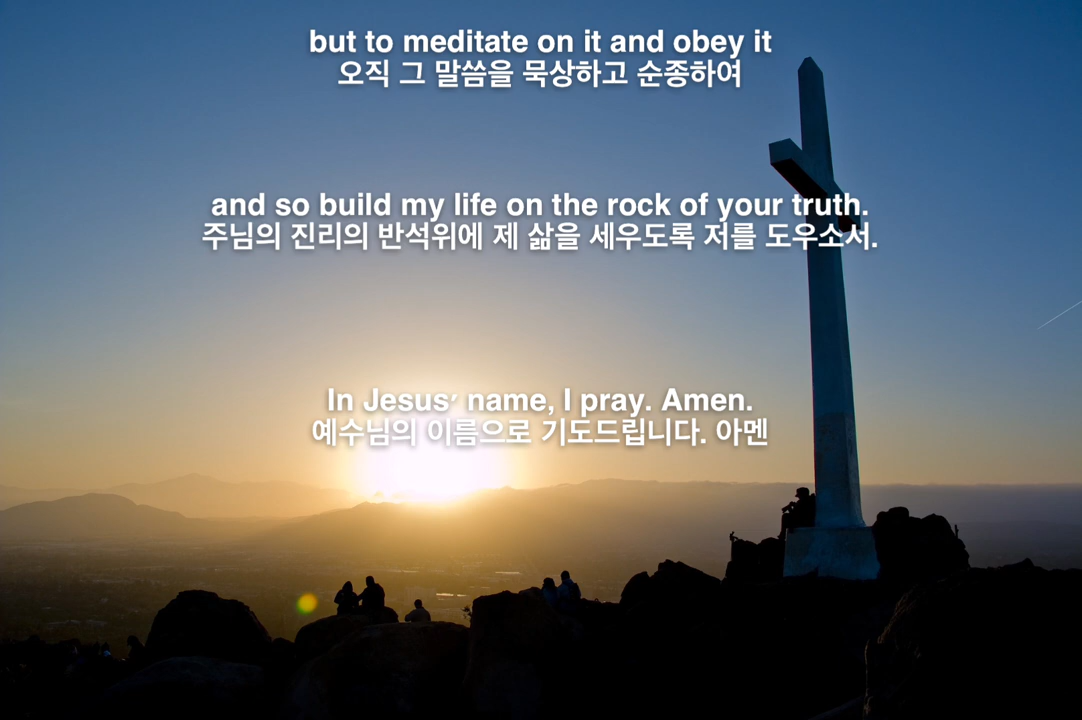 but to meditate on it and obey it
오직 그 말씀을 묵상하고 순종하여
and so build my life on the rock of your truth.
주님의 진리의 반석위에 제 삶을 세우도록 저를 도우소서.
In Jesus’ name, I pray. Amen.
예수님의 이름으로 기도드립니다. 아멘